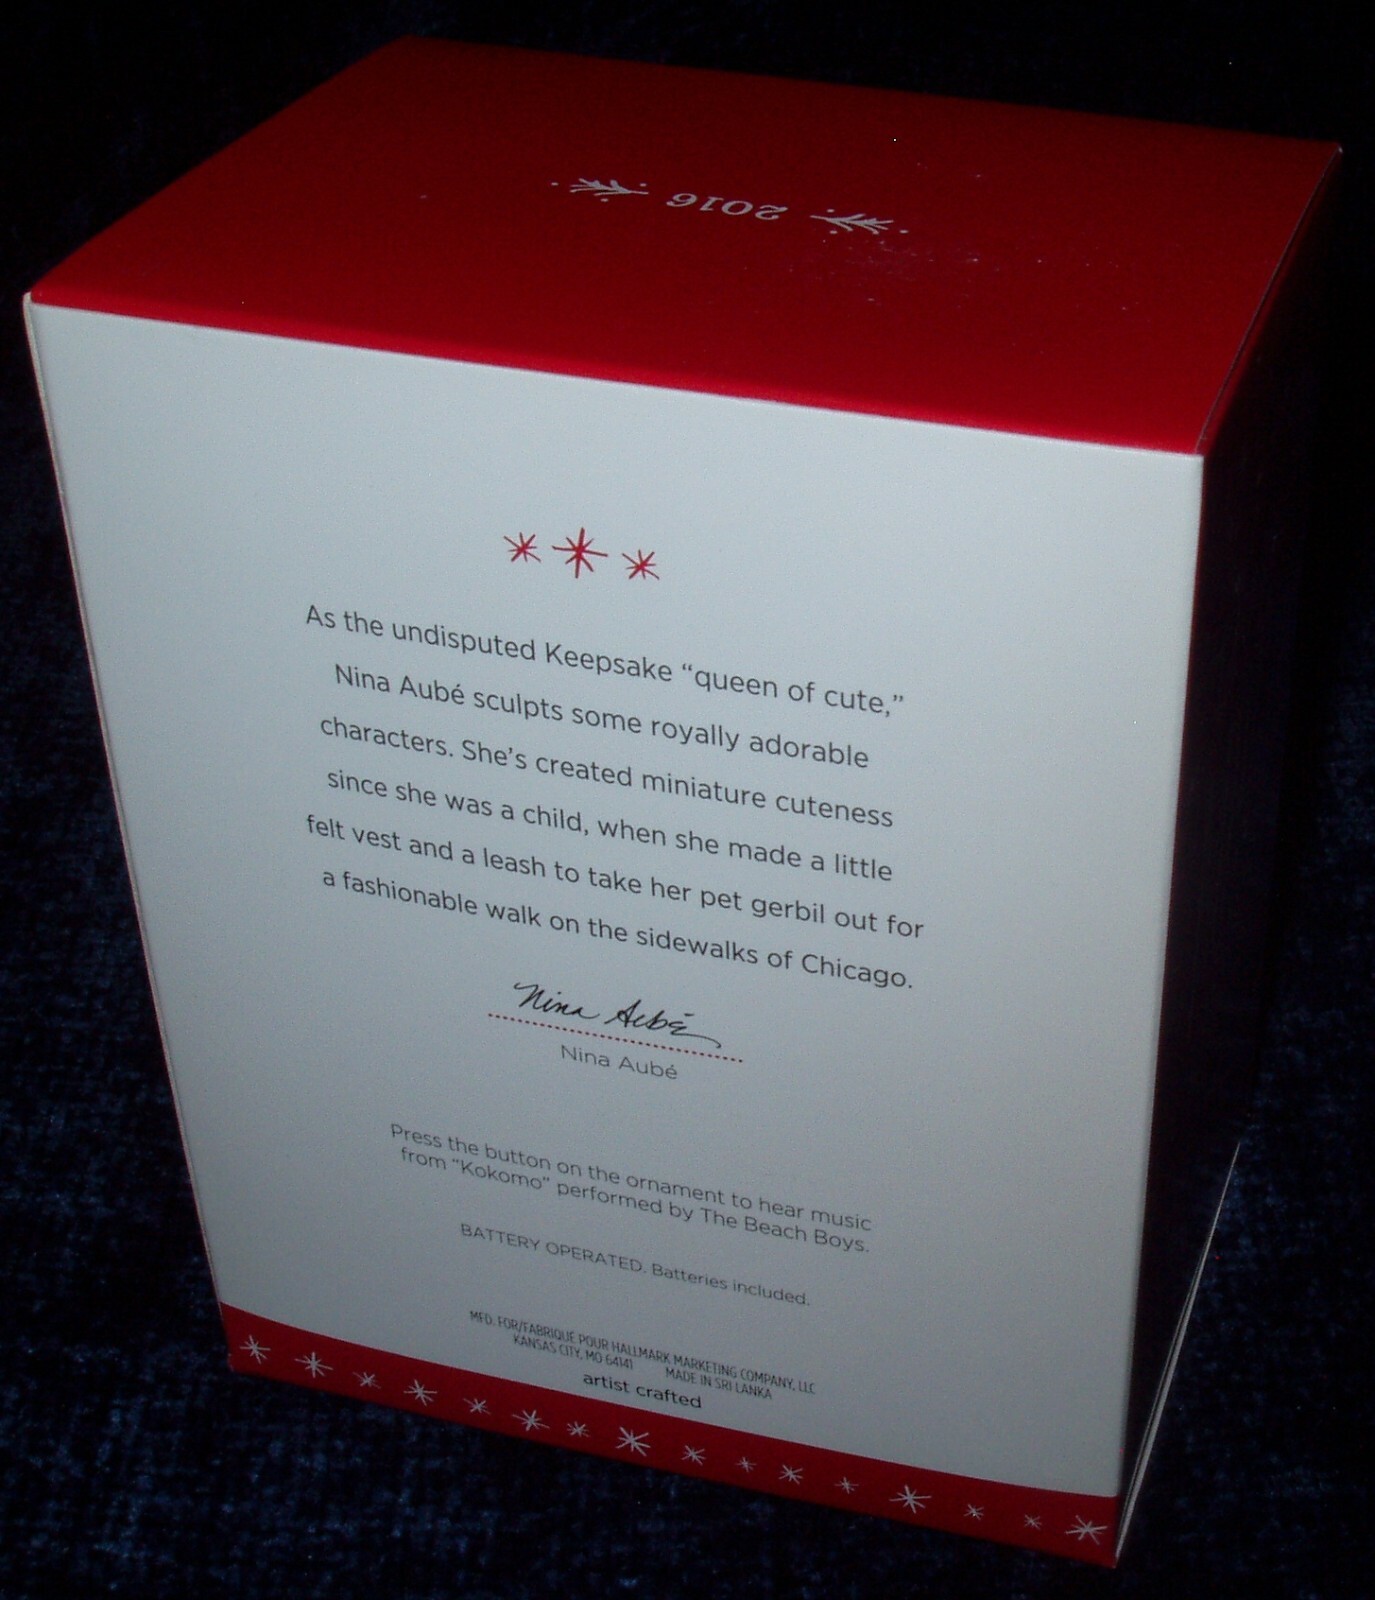 2016
As the undisputed Keepsake “queen of cute,”
Nina Aubé sculpts some royally adorable
characters. She’s created miniature cuteness
since she was a child, when she made a little
felt vest and a leash to take her pet gerbil out for
a fashionable walk on the sidewalks of Chicago.
Nina Aubé
Nina Aubé
Press the button on the ornament to hear music
from “Kokomo” performed by The Beach Boys.
BATTERY OPERATED. Batteries included.
MFD. FOR/FABRIQUÉ POUR HALLMARK MARKETING COMPANY, LLC
KANSAS CITY, MO 64141 MADE IN SRI LANKA
artist crafted